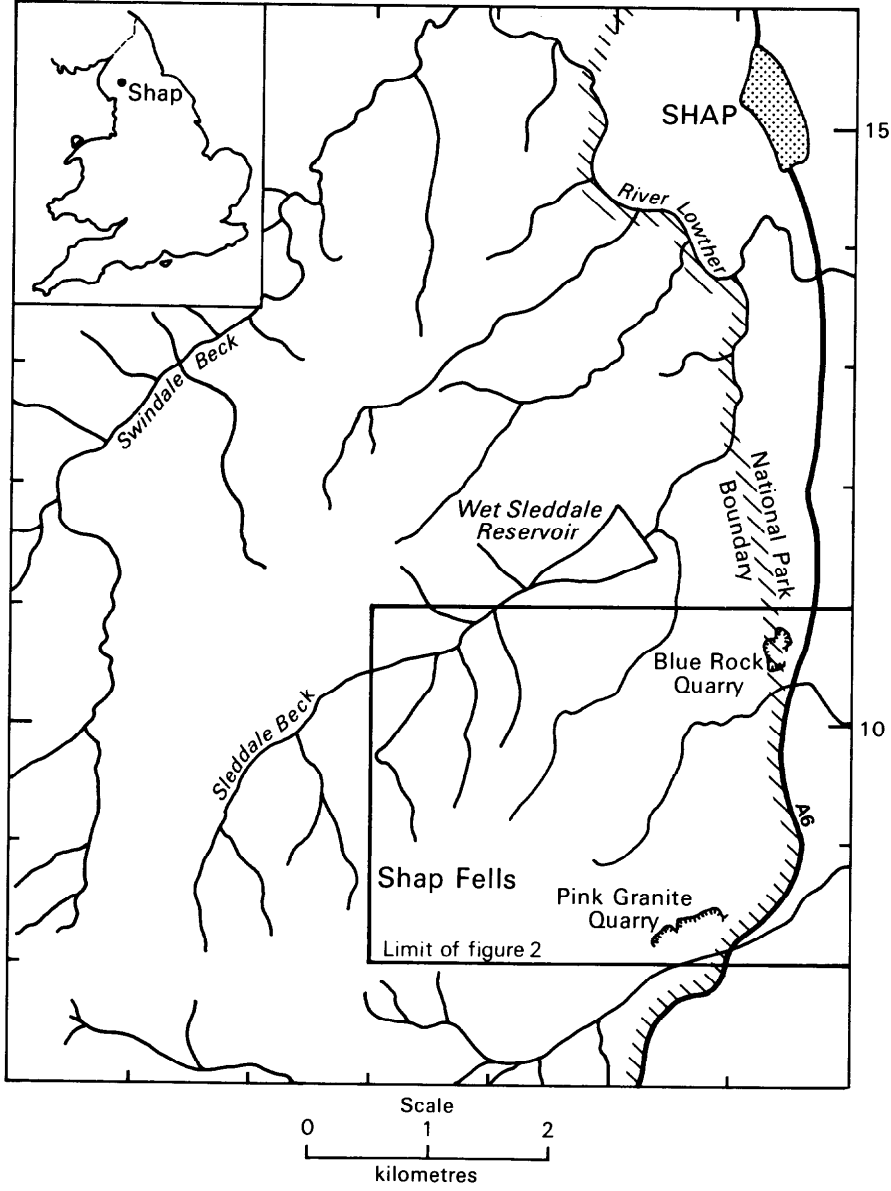 Shap
SHAP
15
River Lowther
Swindale Beck
Wet Sleddale
Reservoir
National Park
Boundary
Blue Rock
Quarry
10
Sleddale Beck
A6
Shap Fells
Pink Granite
Quarry
Limit of figure 2
Scale
0 1 2
kilometres